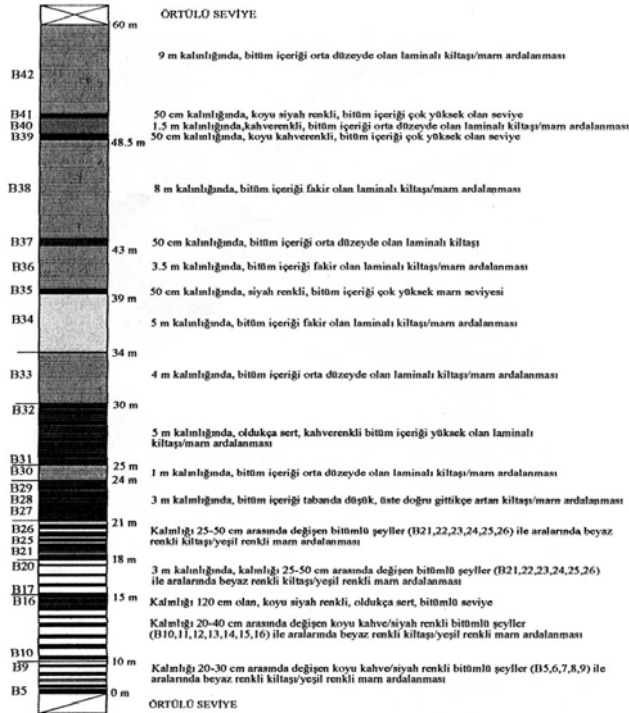 ÖRTÜLÜ SEVİYE
60 m
9 m kalınlığında, bitüm içeriği orta düzeyde olan laminalı kiltaşı/marn ardalanması
B42
B41
50 cm kalınlığında, koyu siyah renkli, bitüm içeriği çok yüksek olan seviye
B40
1.5 m kalınlığında,kahverenkli, bitüm içeriği orta düzeyde olan laminalı kiltaşı/marn ardalanması
B39
50 cm kalınlığında, koyu kahverenkli, bitüm içeriği çok yüksek olan seviye
48.5 m
B38
8 m kalınlığında, bitüm içeriği fakir olan laminalı kiltaşı/marn ardalanması
B37
50 cm kalınlığında, bitüm içeriği orta düzeyde olan laminalı kiltaşı
43 m
B36
3.5 m kalınlığında, bitüm içeriği fakir olan laminalı kiltaşı/marn ardalanması
B35
50 cm kalınlığında, siyah renkli, bitüm içeriği çok yüksek marn seviyesi
39 m
B34
5 m kalınlığında, bitüm içeriği fakir olan laminalı kiltaşı/marn ardalanması
34 m
B33
4 m kalınlığında, bitüm içeriği orta düzeyde olan laminalı kiltaşı/marn ardalanması
30 m
B32
5 m kalınlığında, oldukça sert, kahverenkli bitüm içeriği yüksek olan laminalı
kiltaşı/marn ardalanması
B31
25 m
B30
1 m kalınlığında, bitüm içeriği orta düzeyde olan laminalı kiltaşı/marn ardalanması
24 m
B29
B28
3 m kalınlığında, bitüm içeriği tabanda düşük, üste doğru gittikçe artan kiltaşı/marn ardalanması
B27
21 m
B26
Kalınlığı 25-50 cm arasında değişen bitümlü şeyller (B21,22,23,24,25,26) ile aralarında beyaz
B25
renkli kiltaşı/yeşil renkli marn ardalanması
B21
18 m
B20
3 m kalınlığında, kalınlığı 25-50 cm arasında değişen bitümlü şeyller (B21,22,23,24,25,26)
ile aralarında beyaz renkli kiltaşı/yeşil renkli marn ardalanması
B17
15 m
B16
Kalınlığı 120 cm olan, koyu siyah renkli, oldukça sert, bitümlü seviye
Kalınlığı 20-40 cm arasında değişen koyu kahve/siyah renkli bitümlü şeyller
(B10,11,12,13,14,15,16) ile aralarında beyaz renkli kiltaşı/yeşil renkli marn ardalanması
B10
10 m
B9
Kalınlığı 20-30 cm arasında değişen koyu kahve/siyah renkli bitümlü şeyller (B5,6,7,8,9) ile
aralarında beyaz renkli kiltaşı/yeşil renkli marn ardalanması
B5
0 m
ÖRTÜLÜ SEVİYE